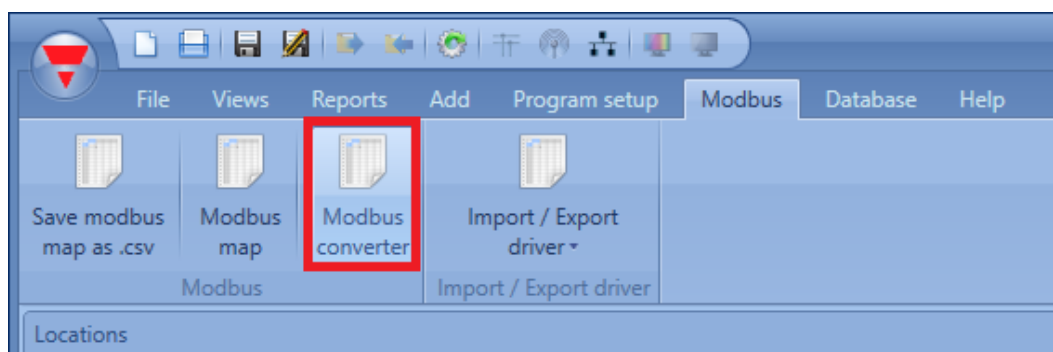 File Views Reports Add Program setup Modbus Database Help
Save modbus map as .csv
Modbus map
Modbus converter
Import / Export driver
Modbus
Import / Export driver
Locations